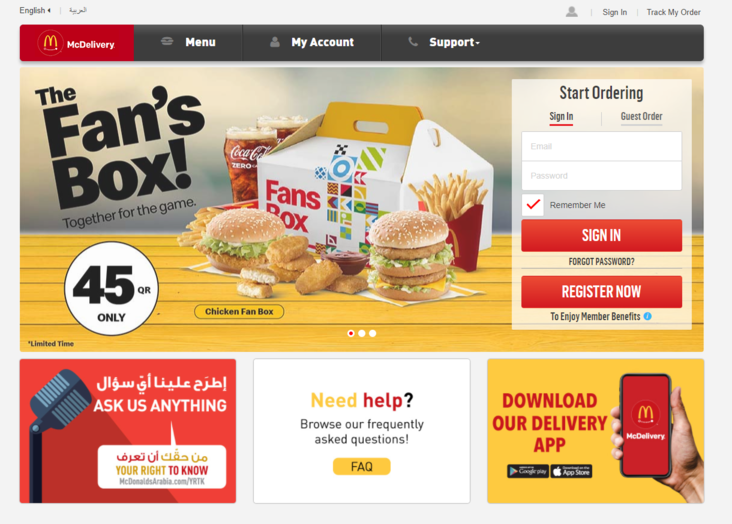 English
العربية
Sign In
Track My Order
McDelivery
Menu
My Account
Support
The
Fan's
Box!
Together for the game.
45 QR
ONLY
*Limited Time
Coca-Cola
ZERO
Fans
BOX
Chicken Fan Box
Start Ordering
Sign In
Guest Order
Email
Password
Remember Me
SIGN IN
FORGOT PASSWORD?
REGISTER NOW
To Enjoy Member Benefits
إطرَح علينا أيّ سؤال
ASK US ANYTHING
من حقّك أن تعرف
YOUR RIGHT TO KNOW
McDonaldsArabia.com/YRTK
Need help?
Browse our frequently
asked questions!
FAQ
DOWNLOAD
OUR DELIVERY
APP
Google play
Download on the
App Store
McDelivery